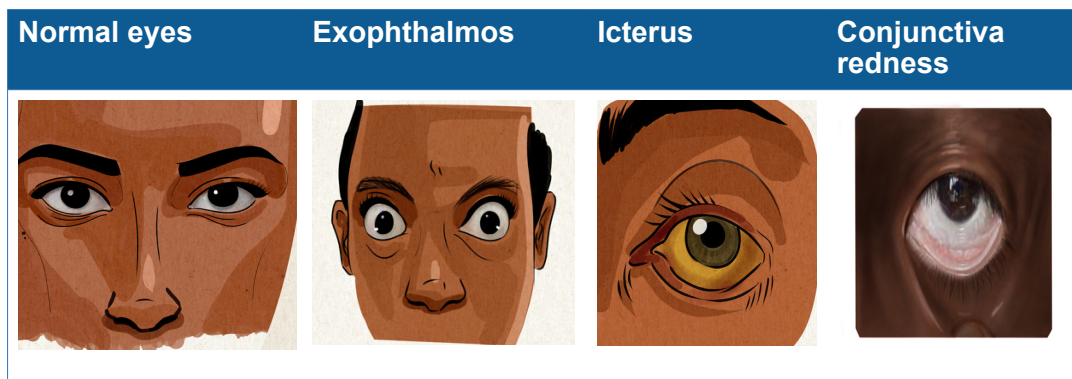 Normal eyes
Exophthalmos
Icterus
Conjunctiva
redness